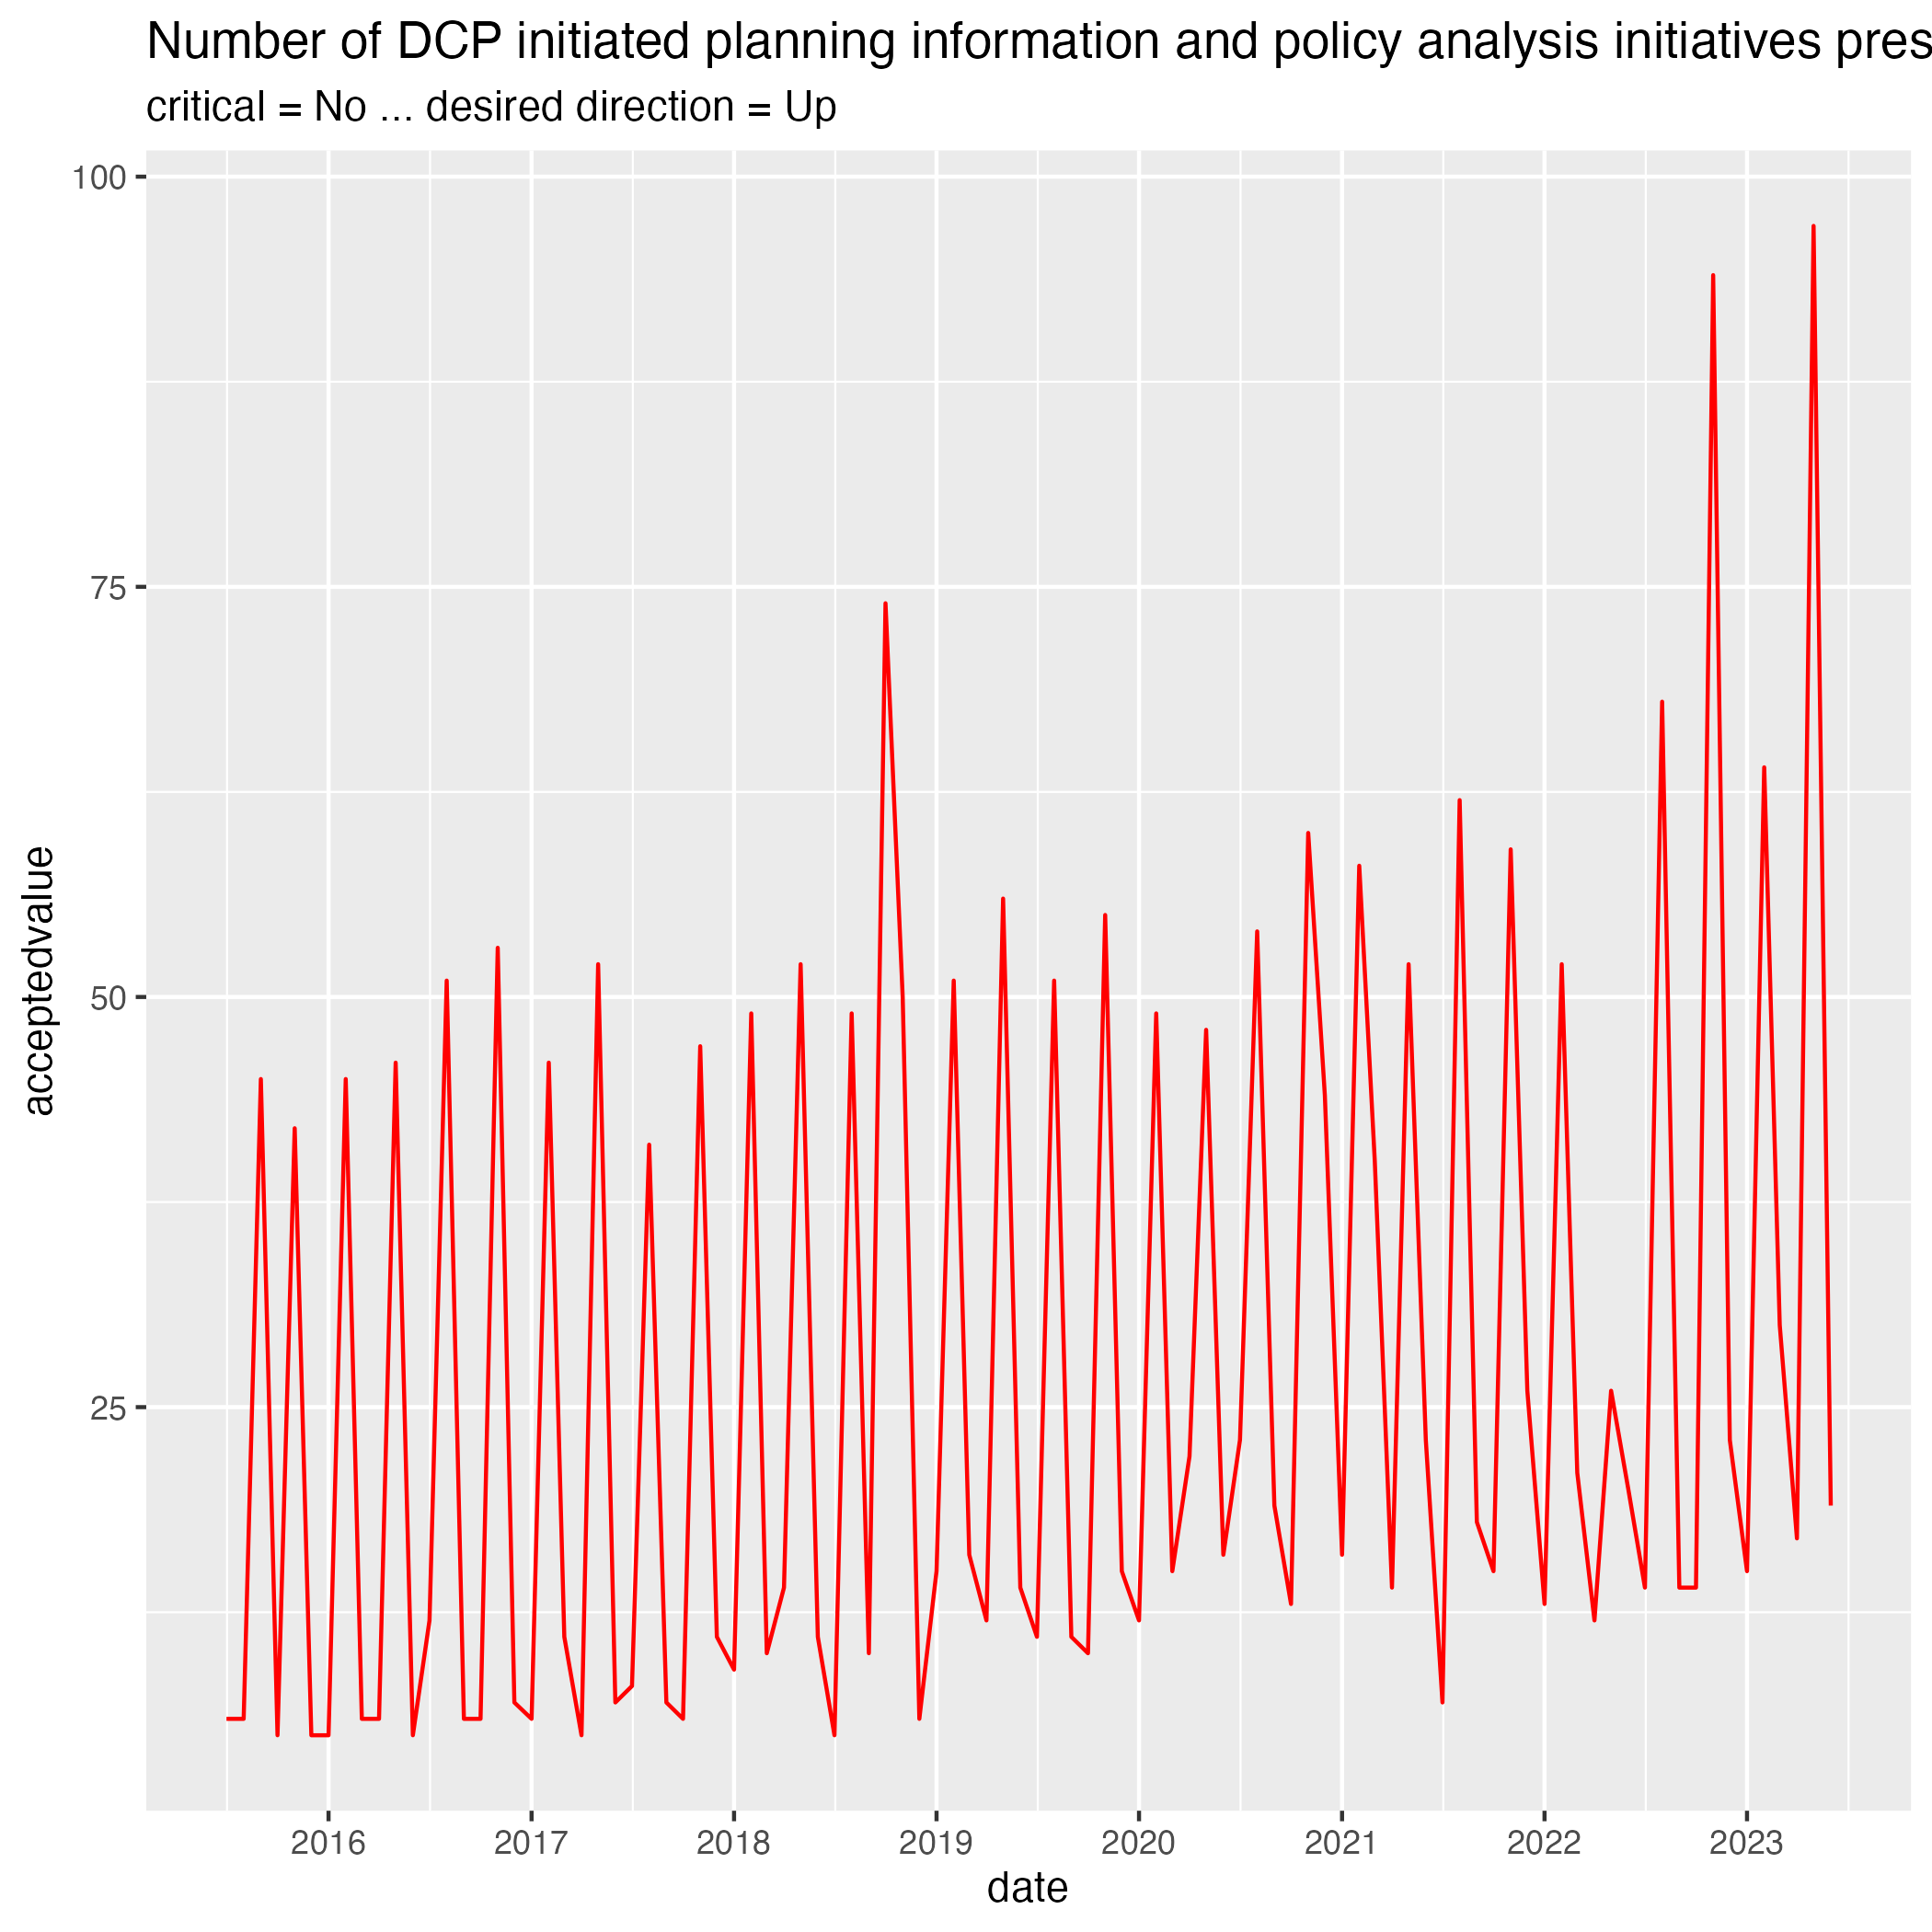 Number of DCP initiated planning information and policy analysis initiatives pres
critical = No ... desired direction = Up
100
75
50
25
acceptedvalue
2016 2017 2018 2019 2020 2021 2022 2023
date